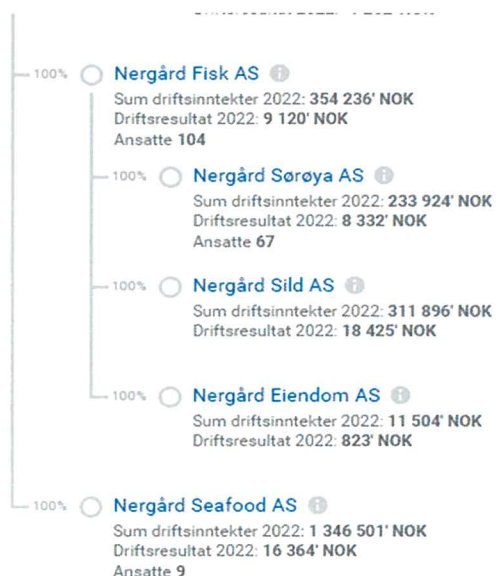 100% Nergård Fisk AS
Sum driftsinntekter 2022: 354 236' NOK
Driftsresultat 2022: 9 120' NOK
Ansatte 104
100% Nergård Sørøya AS
Sum driftsinntekter 2022: 233 924' NOK
Driftsresultat 2022: 8 332' NOK
Ansatte 67
100% Nergård Sild AS
Sum driftsinntekter 2022: 311 896' NOK
Driftsresultat 2022: 18 425' NOK
100% Nergård Eiendom AS
Sum driftsinntekter 2022: 11 504' NOK
Driftsresultat 2022: 823' NOK
100% Nergård Seafood AS
Sum driftsinntekter 2022: 1 346 501' NOK
Driftsresultat 2022: 16 364' NOK
Ansatte 9